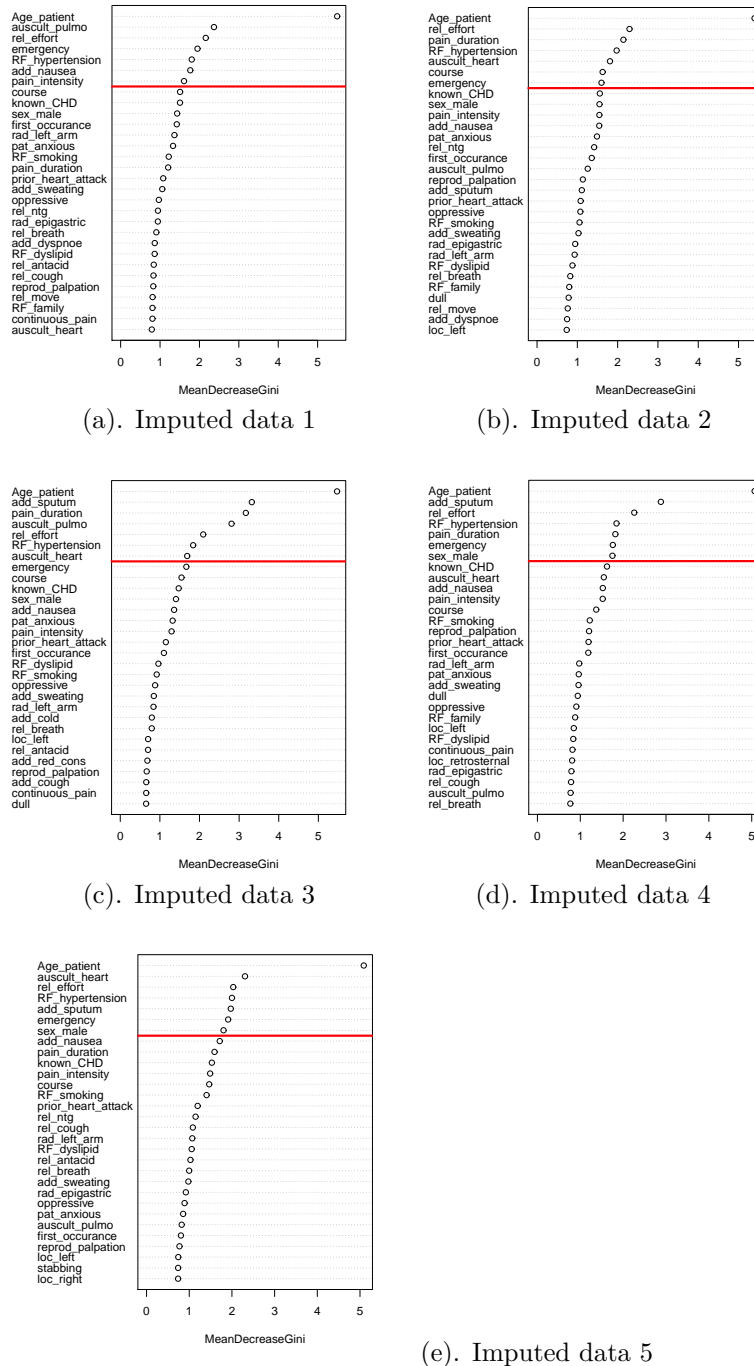 Age_patient
auscult_pulmo
rel_effort
emergency
RF_hypertension
add_nausea
pain_intensity
course
known_CHD
sex_male
first_occurance
rad_left_arm
pat_anxious
RF_smoking
pain_duration
prior_heart_attack
add_sweating
oppressive
rel_ntg
rad_epigastric
rel_breath
add_dyspnoe
RF_dyslipid
rel_antacid
rel_cough
reprod_palpation
rel_move
RF_family
continuous_pain
auscult_heart
0 1 2 3 4 5
MeanDecreaseGini
(a). Imputed data 1
Age_patient
rel_effort
pain_duration
RF_hypertension
auscult_heart
course
emergency
known_CHD
sex_male
pain_intensity
add_nausea
pat_anxious
rel_ntg
first_occurance
auscult_pulmo
reprod_palpation
add_sputum
prior_heart_attack
oppressive
RF_smoking
add_sweating
rad_epigastric
rad_left_arm
RF_dyslipid
rel_breath
RF_family
dull
rel_move
add_dyspnoe
loc_left
0 1 2 3 4 5
MeanDecreaseGini
(b). Imputed data 2
Age_patient
add_sputum
pain_duration
auscult_pulmo
rel_effort
RF_hypertension
auscult_heart
emergency
course
known_CHD
sex_male
add_nausea
pat_anxious
pain_intensity
prior_heart_attack
first_occurance
RF_dyslipid
RF_smoking
oppressive
add_sweating
rad_left_arm
add_cold
rel_breath
loc_left
rel_antacid
add_red_cons
reprod_palpation
add_cough
continuous_pain
dull
0 1 2 3 4 5
MeanDecreaseGini
(c). Imputed data 3
Age_patient
add_sputum
rel_effort
RF_hypertension
pain_duration
emergency
sex_male
known_CHD
auscult_heart
add_nausea
pain_intensity
course
RF_smoking
reprod_palpation
prior_heart_attack
first_occurance
rad_left_arm
pat_anxious
add_sweating
dull
oppressive
RF_family
loc_left
RF_dyslipid
continuous_pain
loc_retrosternal
rad_epigastric
rel_cough
auscult_pulmo
rel_breath
0 1 2 3 4 5
MeanDecreaseGini
(d). Imputed data 4
Age_patient
auscult_heart
rel_effort
RF_hypertension
add_sputum
emergency
sex_male
add_nausea
pain_duration
known_CHD
pain_intensity
course
RF_smoking
prior_heart_attack
rel_ntg
rel_cough
rad_left_arm
RF_dyslipid
rel_antacid
rel_breath
add_sweating
rad_epigastric
oppressive
pat_anxious
auscult_pulmo
first_occurance
reprod_palpation
loc_left
stabbing
loc_right
0 1 2 3 4 5
MeanDecreaseGini
(e). Imputed data 5